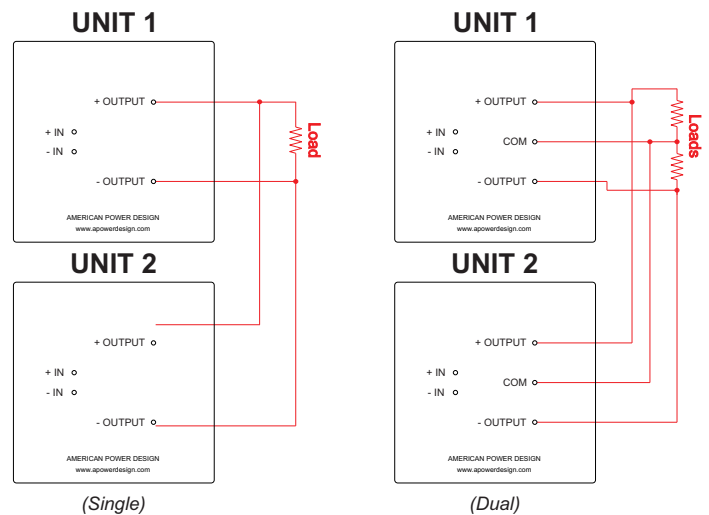 UNIT 1
+ OUTPUT
+ IN
- IN
- OUTPUT
Load
AMERICAN POWER DESIGN
www.apowerdesign.com
UNIT 2
+ OUTPUT
+ IN
- IN
- OUTPUT
AMERICAN POWER DESIGN
www.apowerdesign.com
(Single)
UNIT 1
+ OUTPUT
+ IN
COM
- IN
- OUTPUT
Loads
AMERICAN POWER DESIGN
www.apowerdesign.com
UNIT 2
+ OUTPUT
+ IN
COM
- IN
- OUTPUT
AMERICAN POWER DESIGN
www.apowerdesign.com
(Dual)